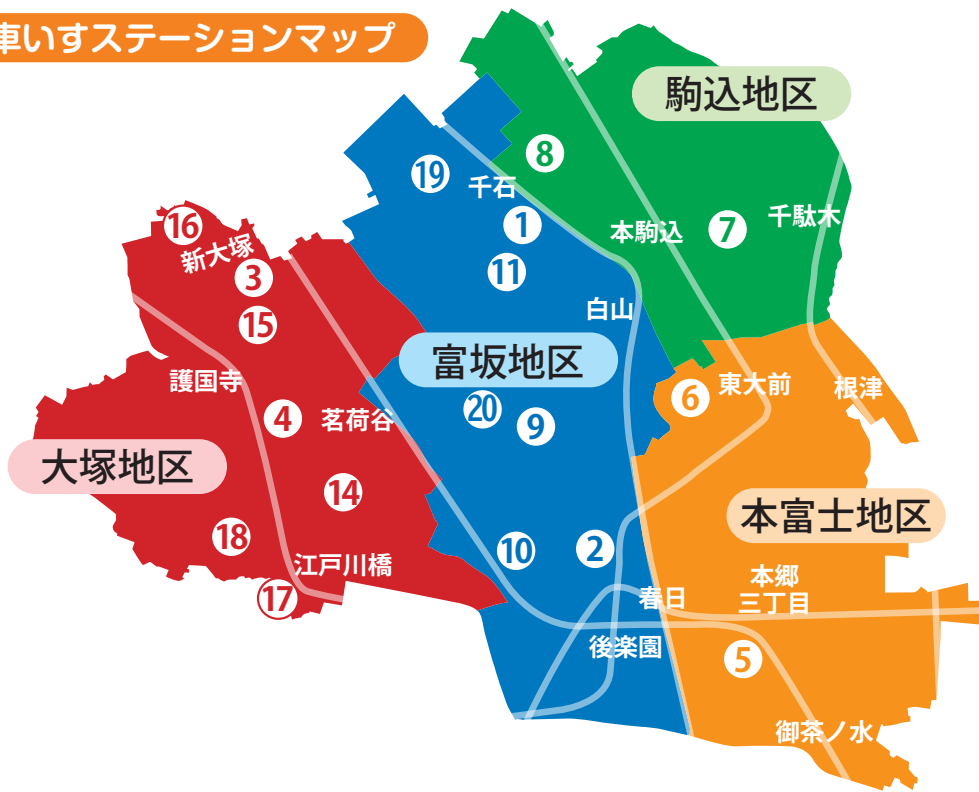 車いすステーションマップ
駒込地区
8
19
千石
1
本駒込
7
千駄木
16
新大塚
3
11
白山
15
護国寺
富坂地区
20
9
6
東大前
根津
4
茗荷谷
大塚地区
14
18
10
2
本富士地区
江戸川橋
17
春日
本郷
三丁目
後楽園
5
御茶ノ水